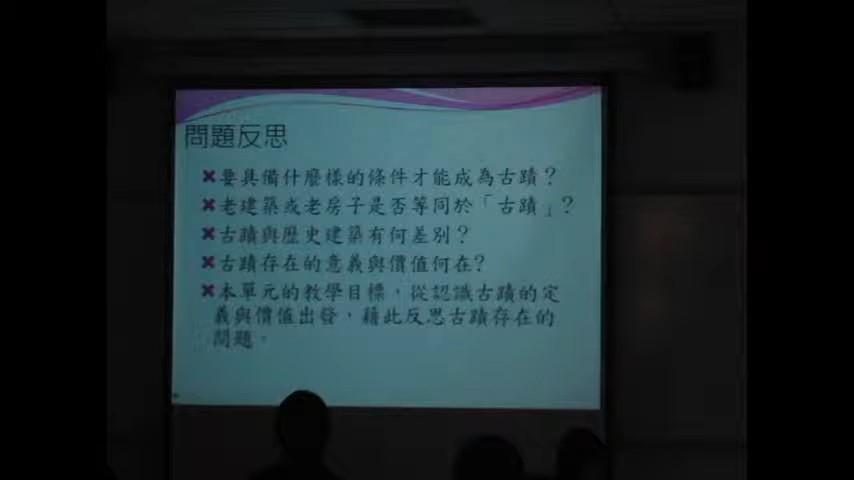 問題反思
×要具備什麼樣的條件才能成為古蹟？
×老建築或老房子是否等同於「古蹟」？
×古蹟與歷史建築有何差別？
×古蹟存在的意義與價值何在?
×本單元的教學目標，從認識古蹟的定
義與價值出發，藉此反思古蹟存在的
問題。